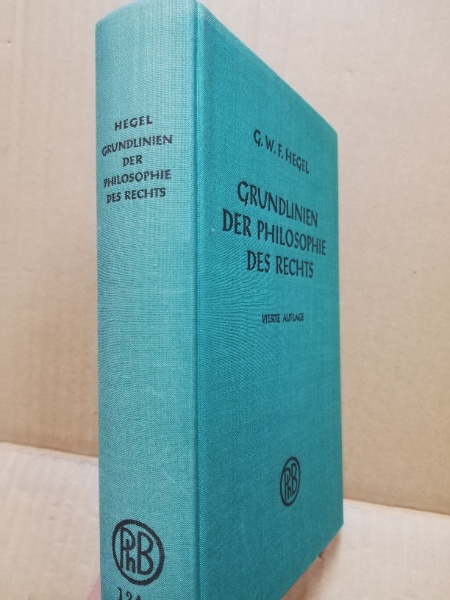 HEGEL
GRUNDLINIEN
DER
PHILOSOPHIE
DES RECHTS
PhB
G. W. F. HEGEL
GRUNDLINIEN
DER PHILOSOPHIE
DES RECHTS
VIERTE AUFLAGE
PhB